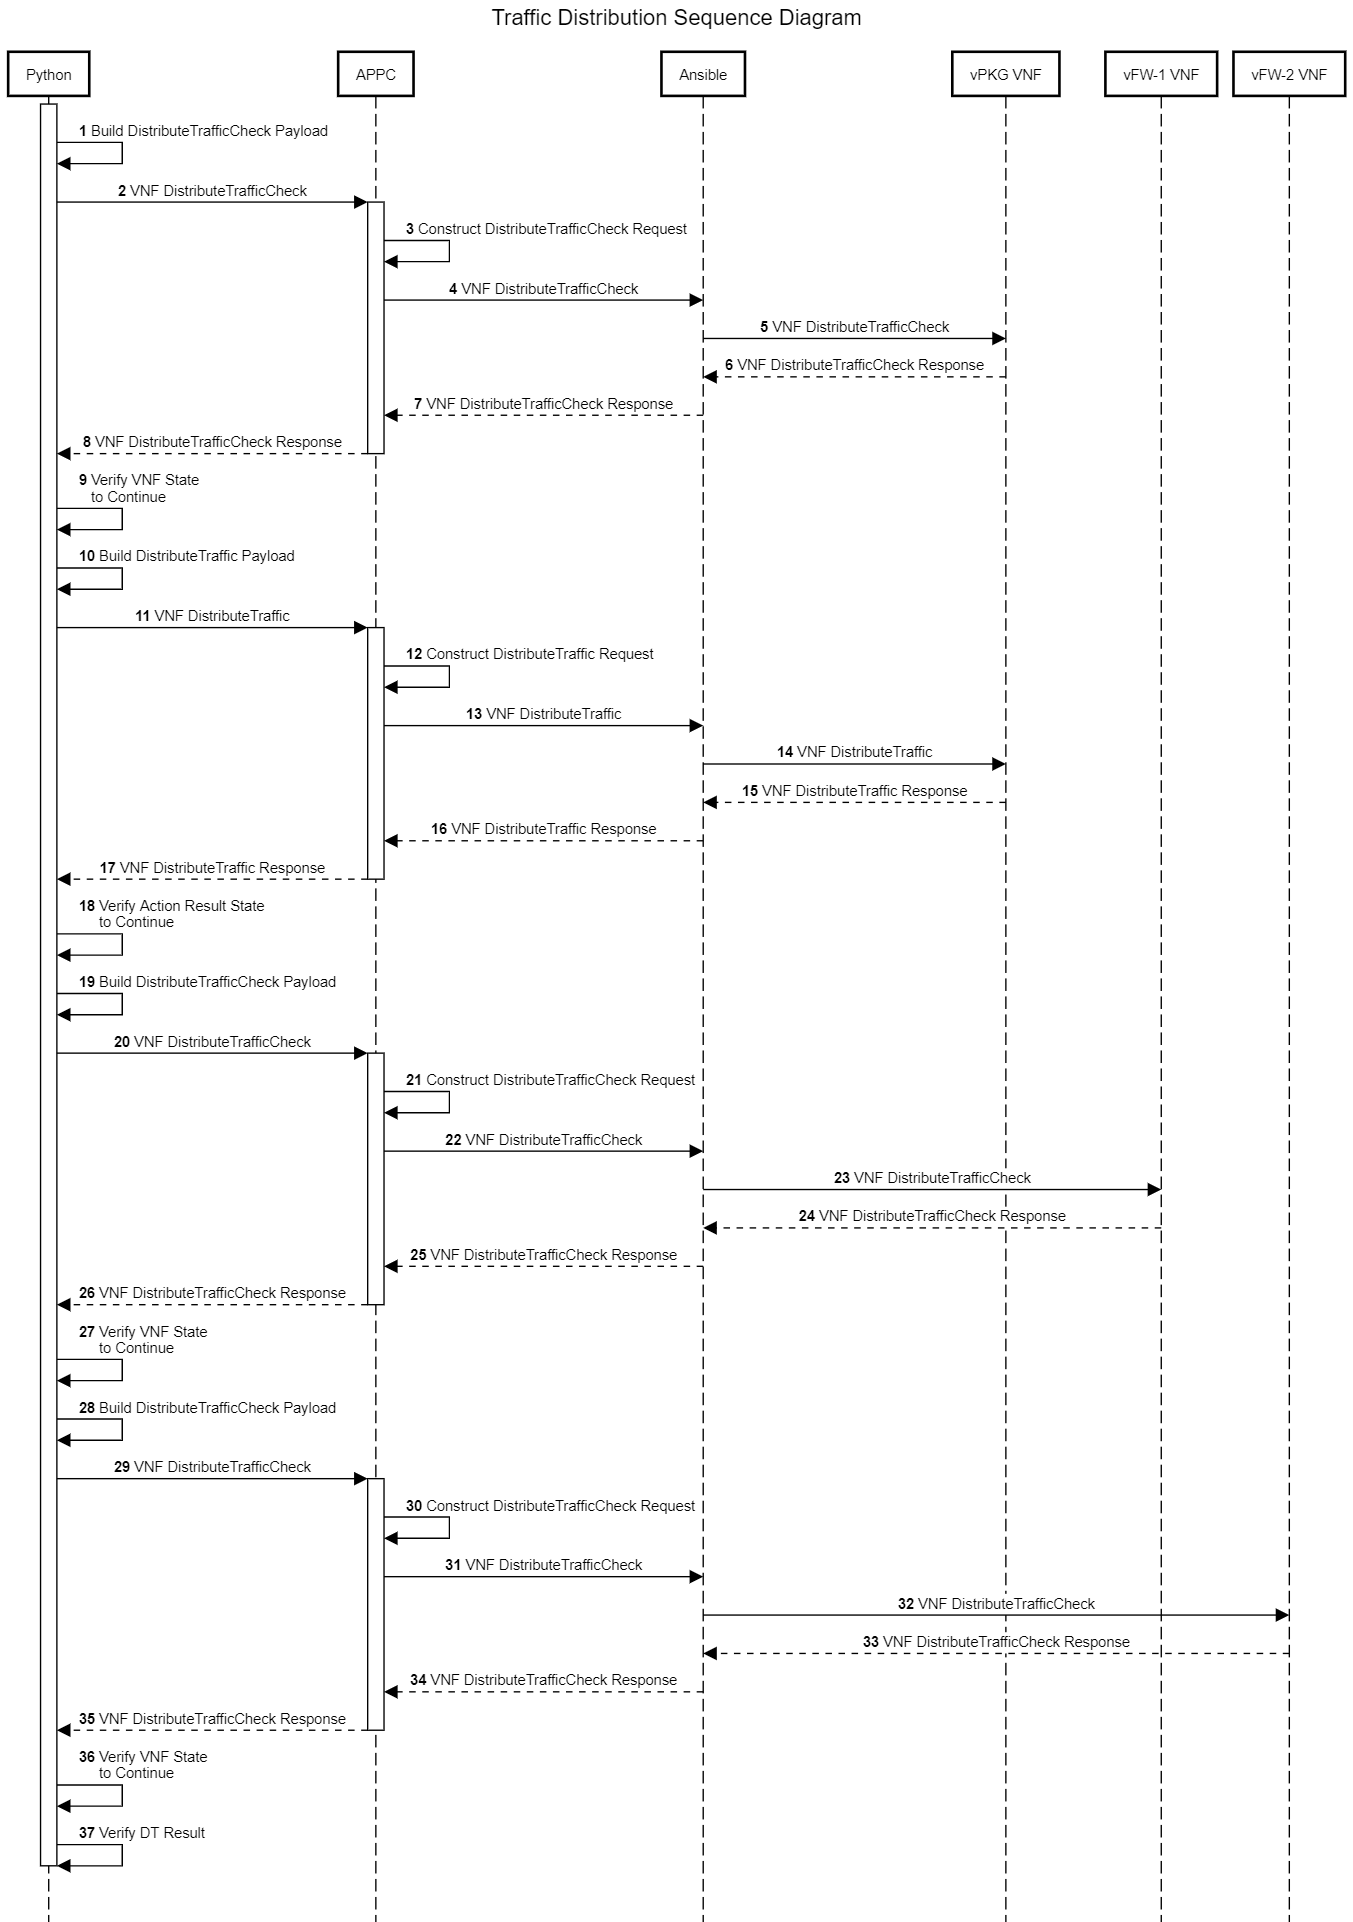 Traffic Distribution Sequence Diagram
Python
APPC
Ansible
vPKG VNF
vFW-1 VNF
vFW-2 VNF
1 Build DistributeTrafficCheck Payload
2 VNF DistributeTrafficCheck
3 Construct DistributeTrafficCheck Request
4 VNF DistributeTrafficCheck
5 VNF DistributeTrafficCheck
6 VNF DistributeTrafficCheck Response
7 VNF DistributeTrafficCheck Response
8 VNF DistributeTrafficCheck Response
9 Verify VNF State
to Continue
10 Build DistributeTraffic Payload
11 VNF DistributeTraffic
12 Construct DistributeTraffic Request
13 VNF DistributeTraffic
14 VNF DistributeTraffic
15 VNF DistributeTraffic Response
16 VNF DistributeTraffic Response
17 VNF DistributeTraffic Response
18 Verify Action Result State
to Continue
19 Build DistributeTrafficCheck Payload
20 VNF DistributeTrafficCheck
21 Construct DistributeTrafficCheck Request
22 VNF DistributeTrafficCheck
23 VNF DistributeTrafficCheck
24 VNF DistributeTrafficCheck Response
25 VNF DistributeTrafficCheck Response
26 VNF DistributeTrafficCheck Response
27 Verify VNF State
to Continue
28 Build DistributeTrafficCheck Payload
29 VNF DistributeTrafficCheck
30 Construct DistributeTrafficCheck Request
31 VNF DistributeTrafficCheck
32 VNF DistributeTrafficCheck
33 VNF DistributeTrafficCheck Response
34 VNF DistributeTrafficCheck Response
35 VNF DistributeTrafficCheck Response
36 Verify VNF State
to Continue
37 Verify DT Result